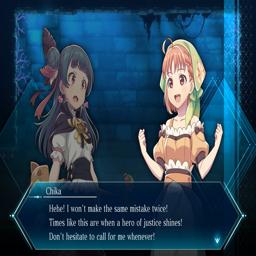 Chika
Hehe! I won't make the same mistake twice!
Times like this are when a hero of justice shines!
Don't hesitate to call for me whenever!